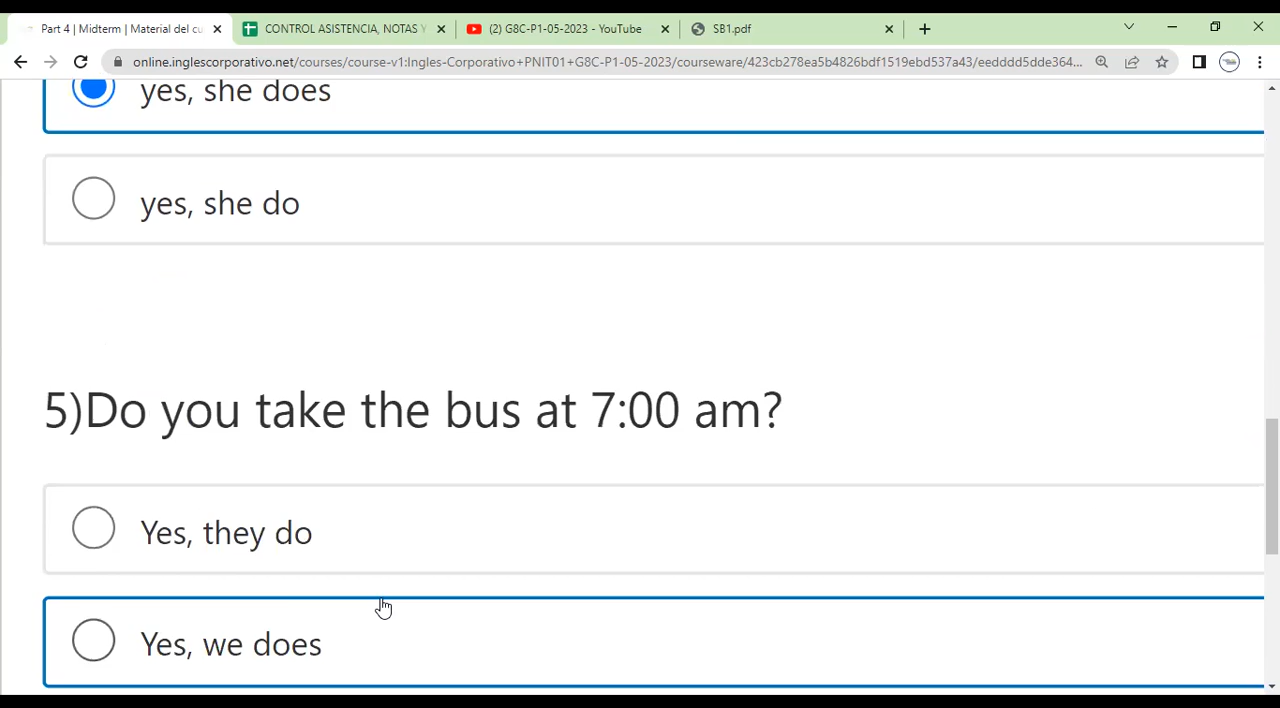 Part 4 | Midterm | Material del cu
CONTROL ASISTENCIA, NOTAS Y
(2) G8C-P1-05-2023 - YouTube
SB1.pdf
online.inglescorporativo.net/courses/course-v1:Ingles-Corporativo+PNIT01+G8C-P1-05-2023/courseware/423cb278ea5b4826bdf1519ebd537a43/eedddd5dde364...
yes, she does
yes, she do
5)Do you take the bus at 7:00 am?
Yes, they do
Yes, we does